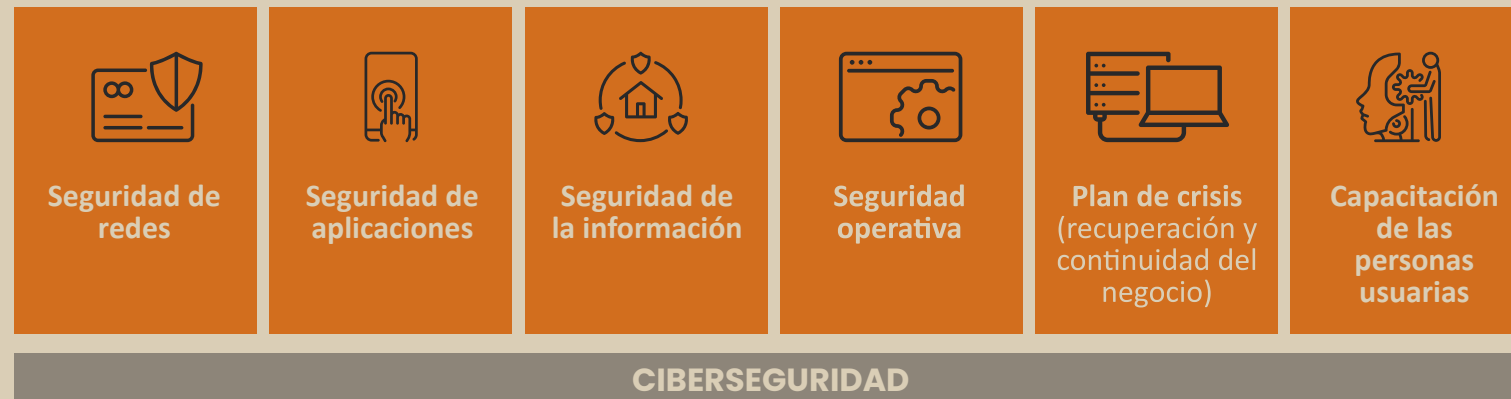 Seguridad de
redes
Seguridad de
aplicaciones
Seguridad de
la información
Seguridad
operativa
Plan de crisis
(recuperación y
continuidad del
negocio)
Capacitación
de las
personas
usuarias
CIBERSEGURIDAD